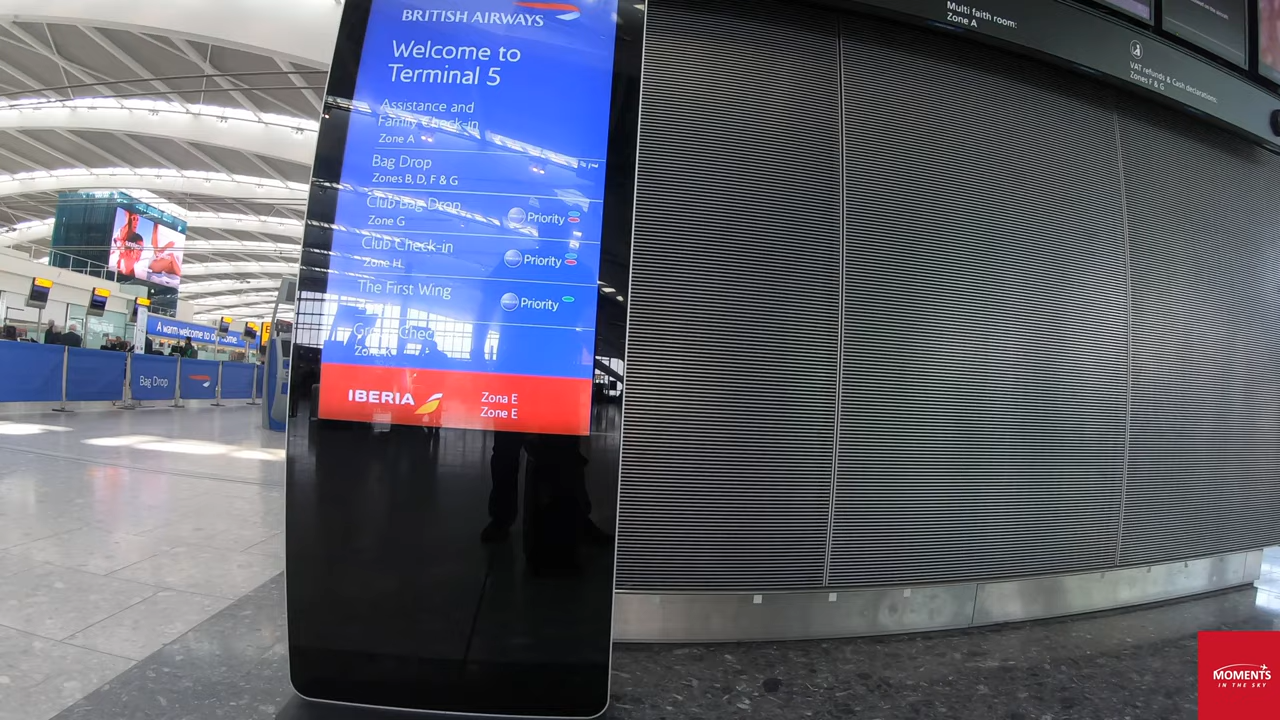 BRITISH AIRWAYS
Welcome to
Terminal 5
Assistance and
Family Check-in
Zone A
Bag Drop
Zones B, D, F & G
Club Bag Drop
Zone G
Priority
Club Check-in
Zone H
Priority
The First Wing
Priority
Zone K
IBERIA
Zona E
Zone E
Multi faith room:
Zone A
VAT refunds & Cash declarations:
Zones F & G
A warm welcome to
Bag Drop
MOMENTS
IN THE SKY